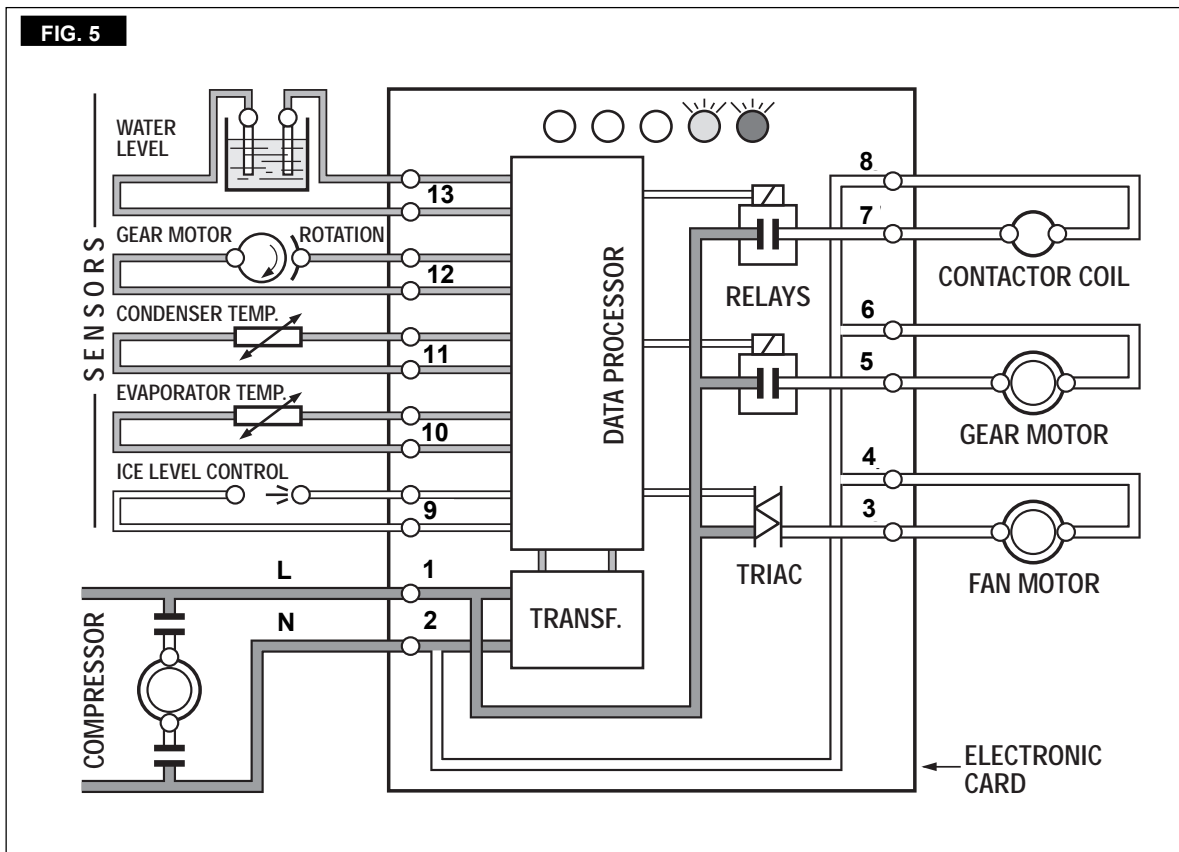 FIG. 5
WATER
LEVEL
13
GEAR MOTOR
ROTATION
12
CONDENSER TEMP.
11
EVAPORATOR TEMP.
10
ICE LEVEL CONTROL
9
SENSORS
L
1
N
2
COMPRESSOR
DATA PROCESSOR
TRANSF.
RELAYS
TRIAC
8
7
CONTACTOR COIL
6
5
GEAR MOTOR
4
3
FAN MOTOR
ELECTRONIC
CARD